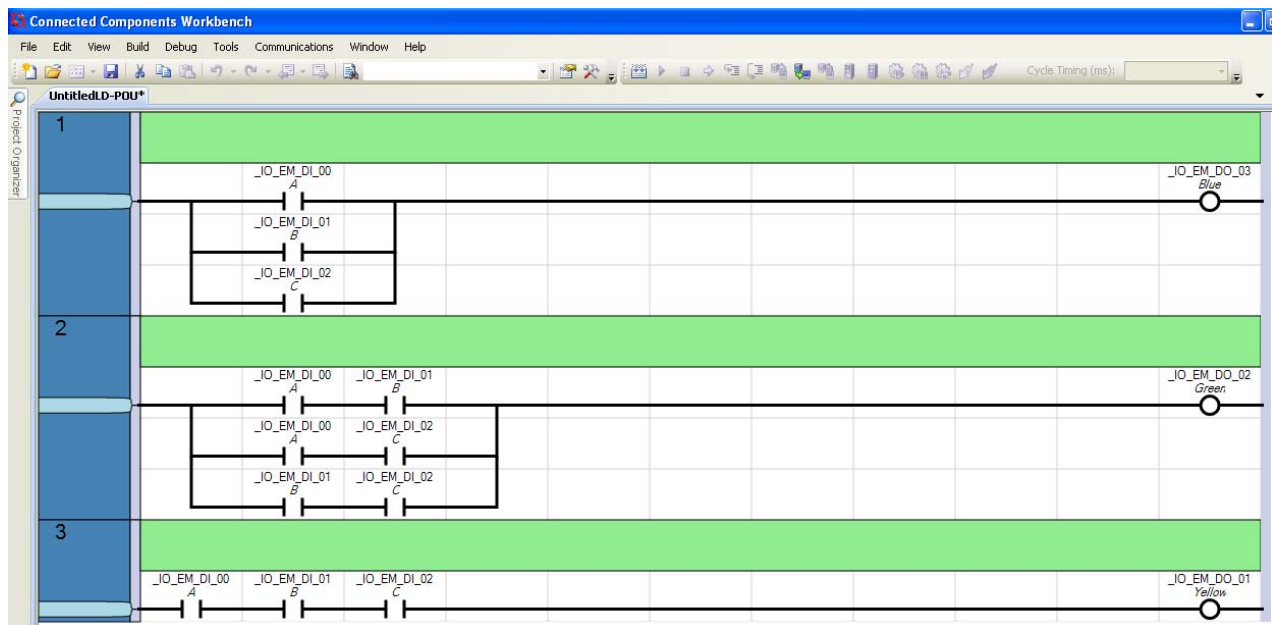 Connected Components Workbench
File Edit View Build Debug Tools Communications Window Help
Cycle Timing (ms):
UntitledLD-POU*
Project Organizer
1
_IO_EM_DI_00 _IO_EM_DO_03
A Blue
_IO_EM_DI_01
B
_IO_EM_DI_02
C
2
_IO_EM_DI_00 _IO_EM_DI_01 _IO_EM_DO_02
A B Green
_IO_EM_DI_00 _IO_EM_DI_02
A C
_IO_EM_DI_01 _IO_EM_DI_02
B C
3
_IO_EM_DI_00 _IO_EM_DI_01 _IO_EM_DI_02 _IO_EM_DO_01
A B C Yellow